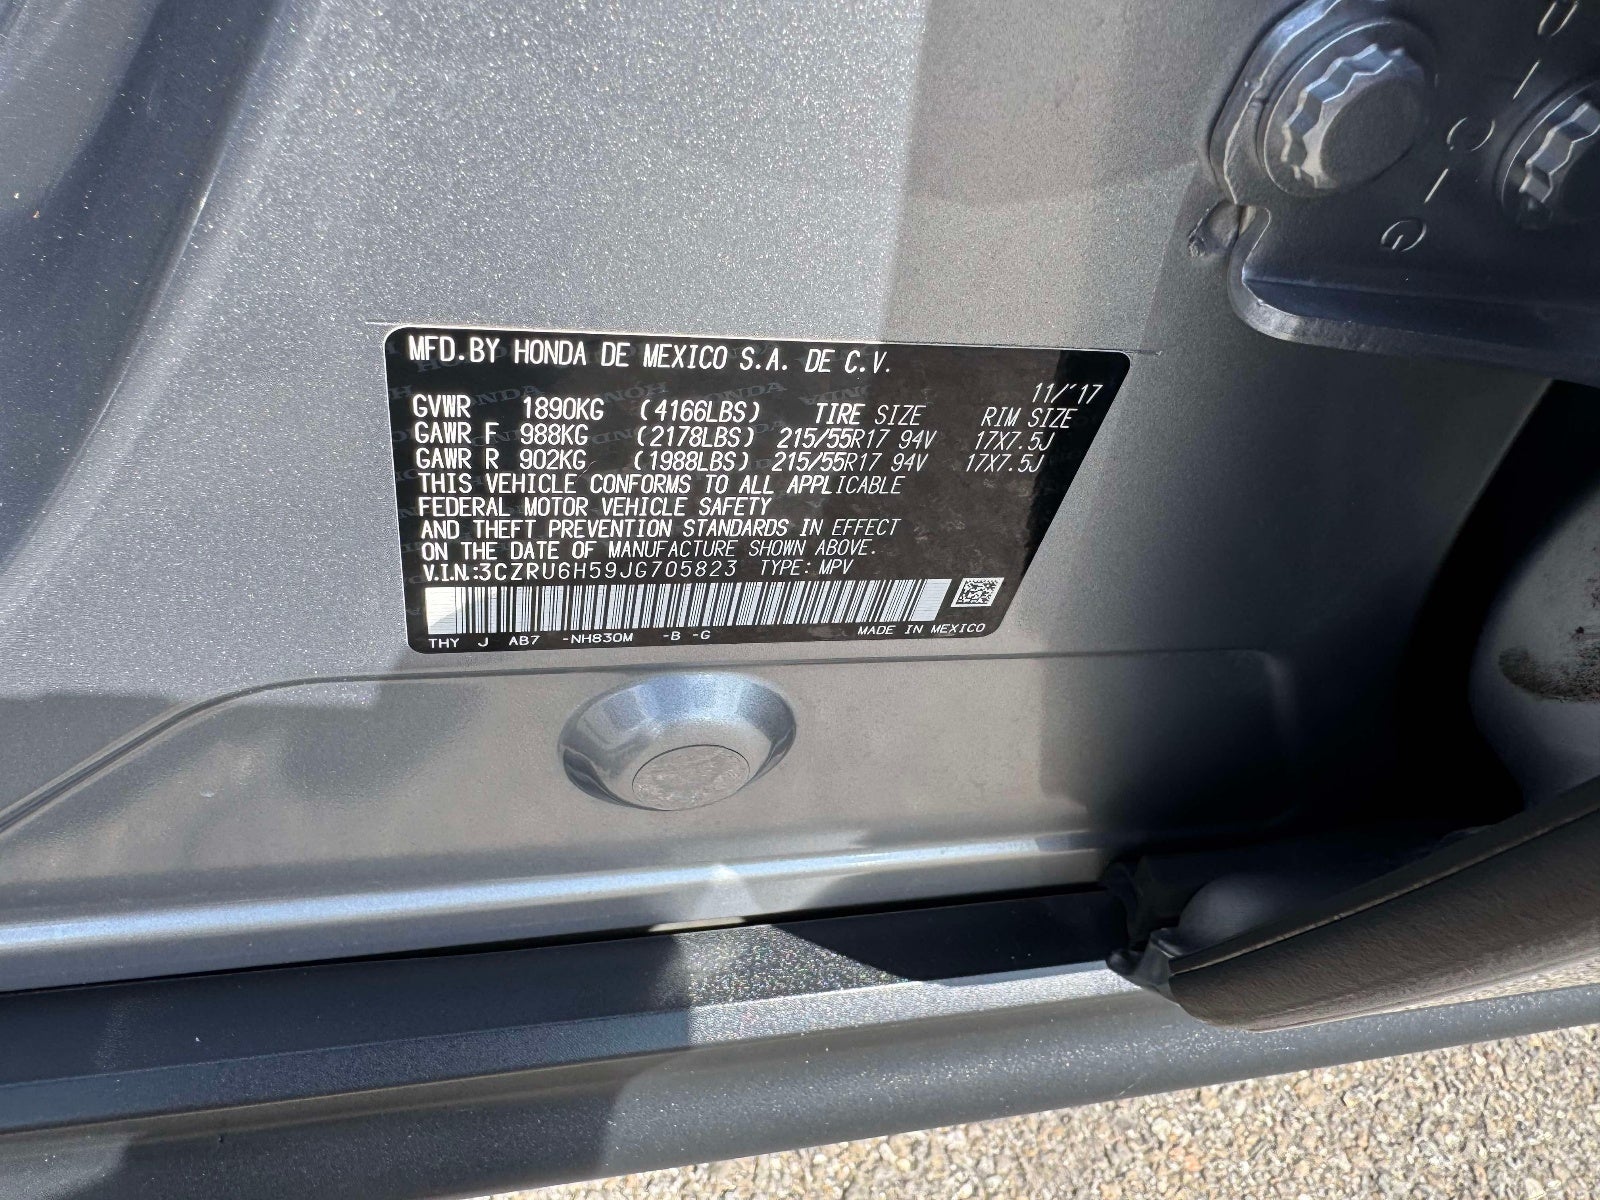 MFD.BY HONDA DE MEXICO S.A. DE C.V.
11/'17
GVWR 1890KG (4166LBS) TIRE SIZE RIM SIZE
GAWR F 988KG (2178LBS) 215/55R17 94V 17X7.5J
GAWR R 902KG (1988LBS) 215/55R17 94V 17X7.5J
THIS VEHICLE CONFORMS TO ALL APPLICABLE
FEDERAL MOTOR VEHICLE SAFETY
AND THEFT PREVENTION STANDARDS IN EFFECT
ON THE DATE OF MANUFACTURE SHOWN ABOVE.
V.I.N.:3CZRU6H59JG705823 TYPE: MPV
THY J AB7 -NH830M -B -G MADE IN MEXICO